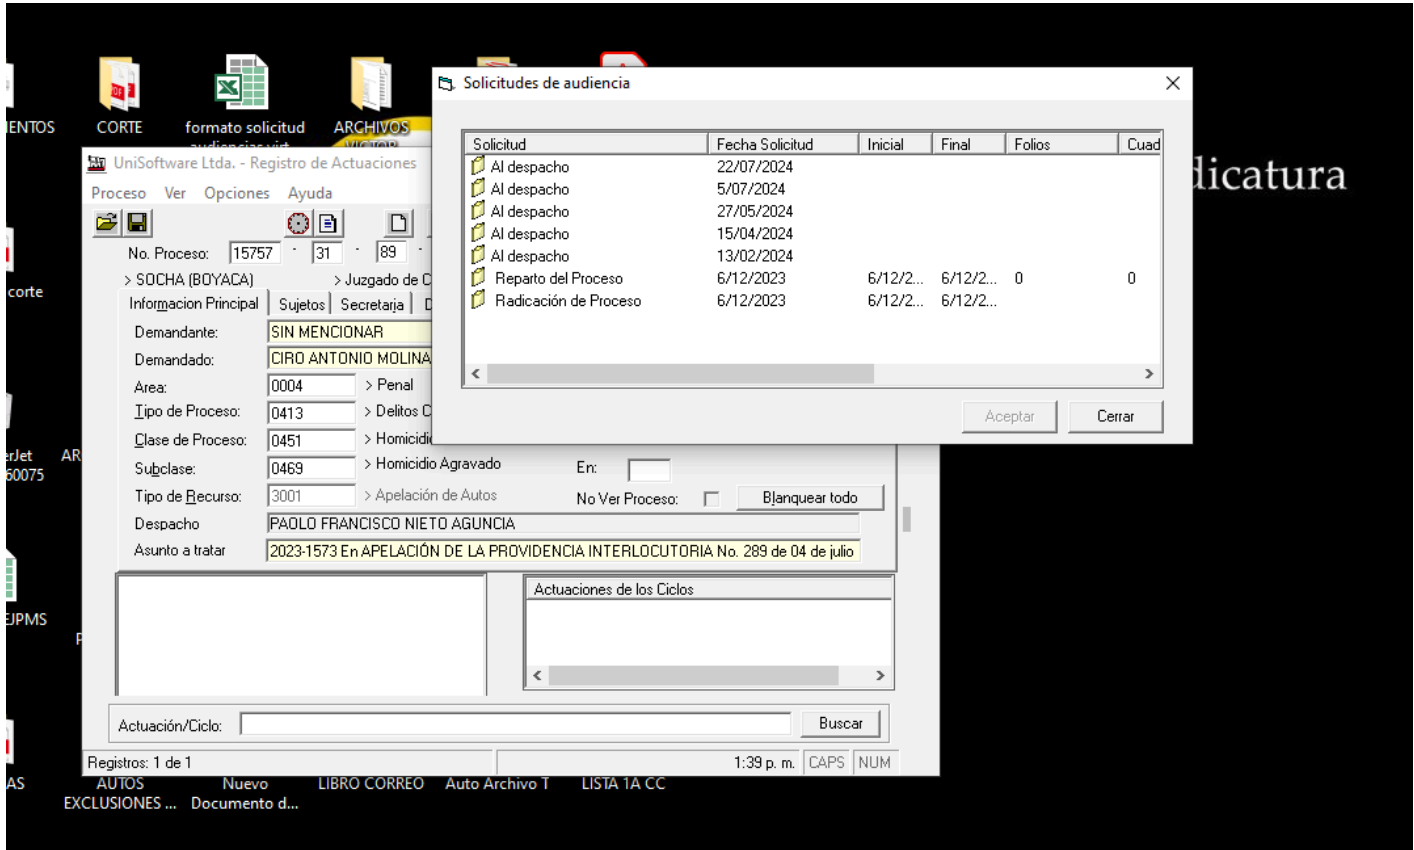 IENTOS
CORTE
formato solicitud
ARCHIVOS
VICTOR
dicatura
corte
erJet
60075
AR
EJPMS
AS
Solicitudes de audiencia
Solicitud Fecha Solicitud Inicial Final Folios Cuad
Al despacho 22/07/2024
Al despacho 5/07/2024
Al despacho 27/05/2024
Al despacho 15/04/2024
Al despacho 13/02/2024
Reparto del Proceso 6/12/2023 6/12/2... 6/12/2... 0 0
Radicación de Proceso 6/12/2023 6/12/2... 6/12/2...
Aceptar Cerrar
UniSoftware Ltda. - Registro de Actuaciones
Proceso Ver Opciones Ayuda
No. Proceso: 15757 - 31 - 89 -
> SOCHA (BOYACA) > Juzgado de C
Informacion Principal Sujetos Secretaria D
Demandante: SIN MENCIONAR
Demandado: CIRO ANTONIO MOLINA
Area: 0004 > Penal
Tipo de Proceso: 0413 > Delitos C
Clase de Proceso: 0451 > Homicidi
Subclase: 0469 > Homicidio Agravado En:
Tipo de Recurso: 3001 > Apelación de Autos No Ver Proceso: Blanquear todo
Despacho PAOLO FRANCISCO NIETO AGUNCIA
Asunto a tratar 2023-1573 En APELACIÓN DE LA PROVIDENCIA INTERLOCUTORIA No. 289 de 04 de julio
Actuaciones de los Ciclos
Actuación/Ciclo: Buscar
Registros: 1 de 1 1:39 p. m. CAPS NUM
AUTOS
EXCLUSIONES ...
Nuevo
Documento d...
LIBRO CORREO
Auto Archivo T
LISTA 1A CC